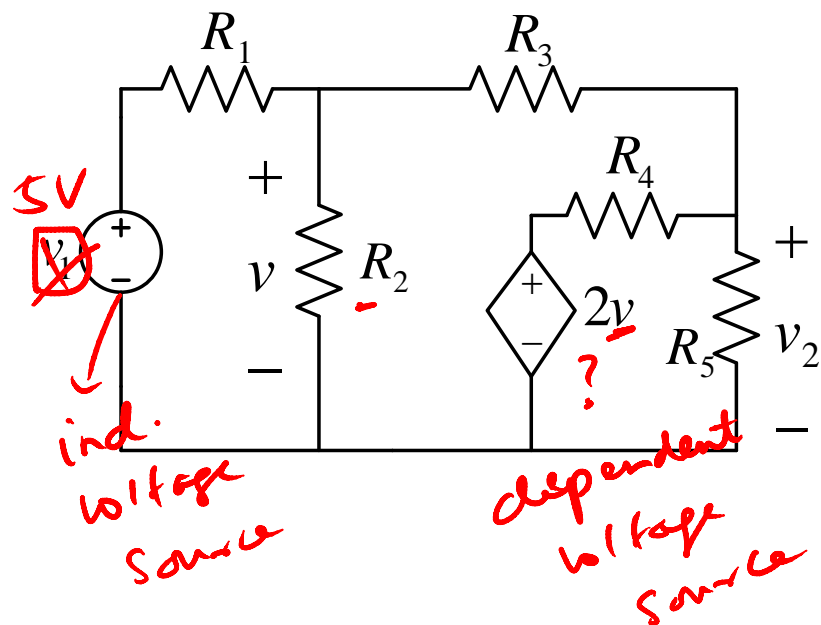 R1
R3
R4
5V
+
+
+
v1
v
R2
+
2v
v2
−
−
R5
?
−
−
ind.
voltage
source
dependent
voltage
source